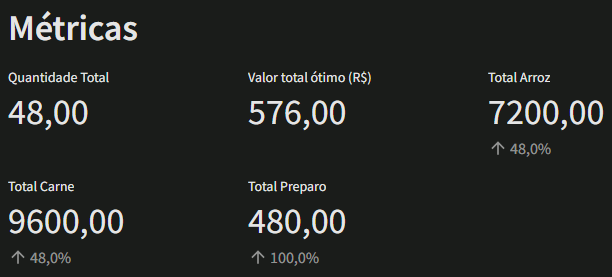 Métricas
Quantidade Total
48,00
Valor total ótimo (R$)
576,00
Total Arroz
7200,00
↑ 48,0%
Total Carne
9600,00
↑ 48,0%
Total Preparo
480,00
↑ 100,0%